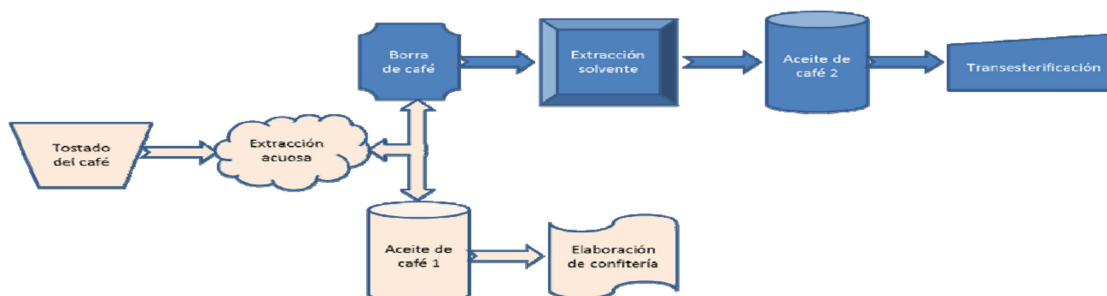 Borra
de café
Extracción
solvente
Aceite de
café 2
Transesterificación
Tostado
del café
Extracción
acuosa
Aceite de
café 1
Elaboración
de confitería